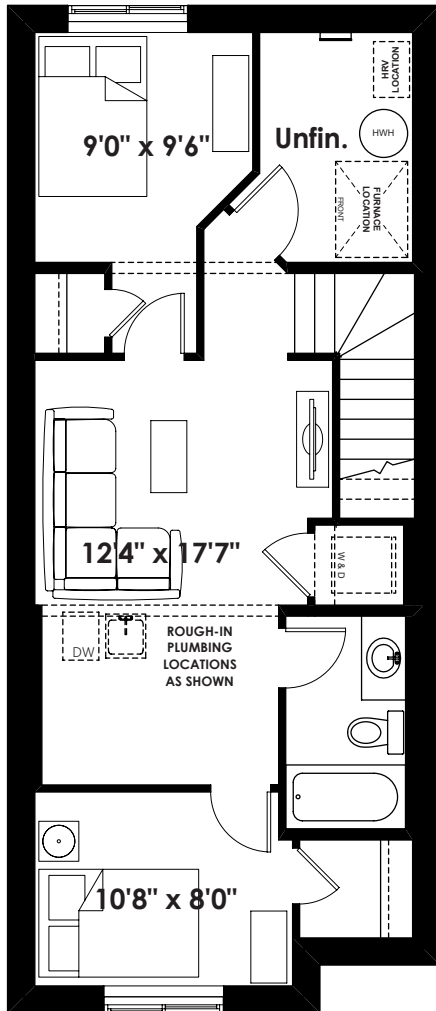 HRV
LOCATION
9'0" x 9'6"
Unfin.
HWH
FURNACE
LOCATION
FRONT
12'4" x 17'7"
W & D
DW
ROUGH-IN
PLUMBING
LOCATIONS
AS SHOWN
10'8" x 8'0"